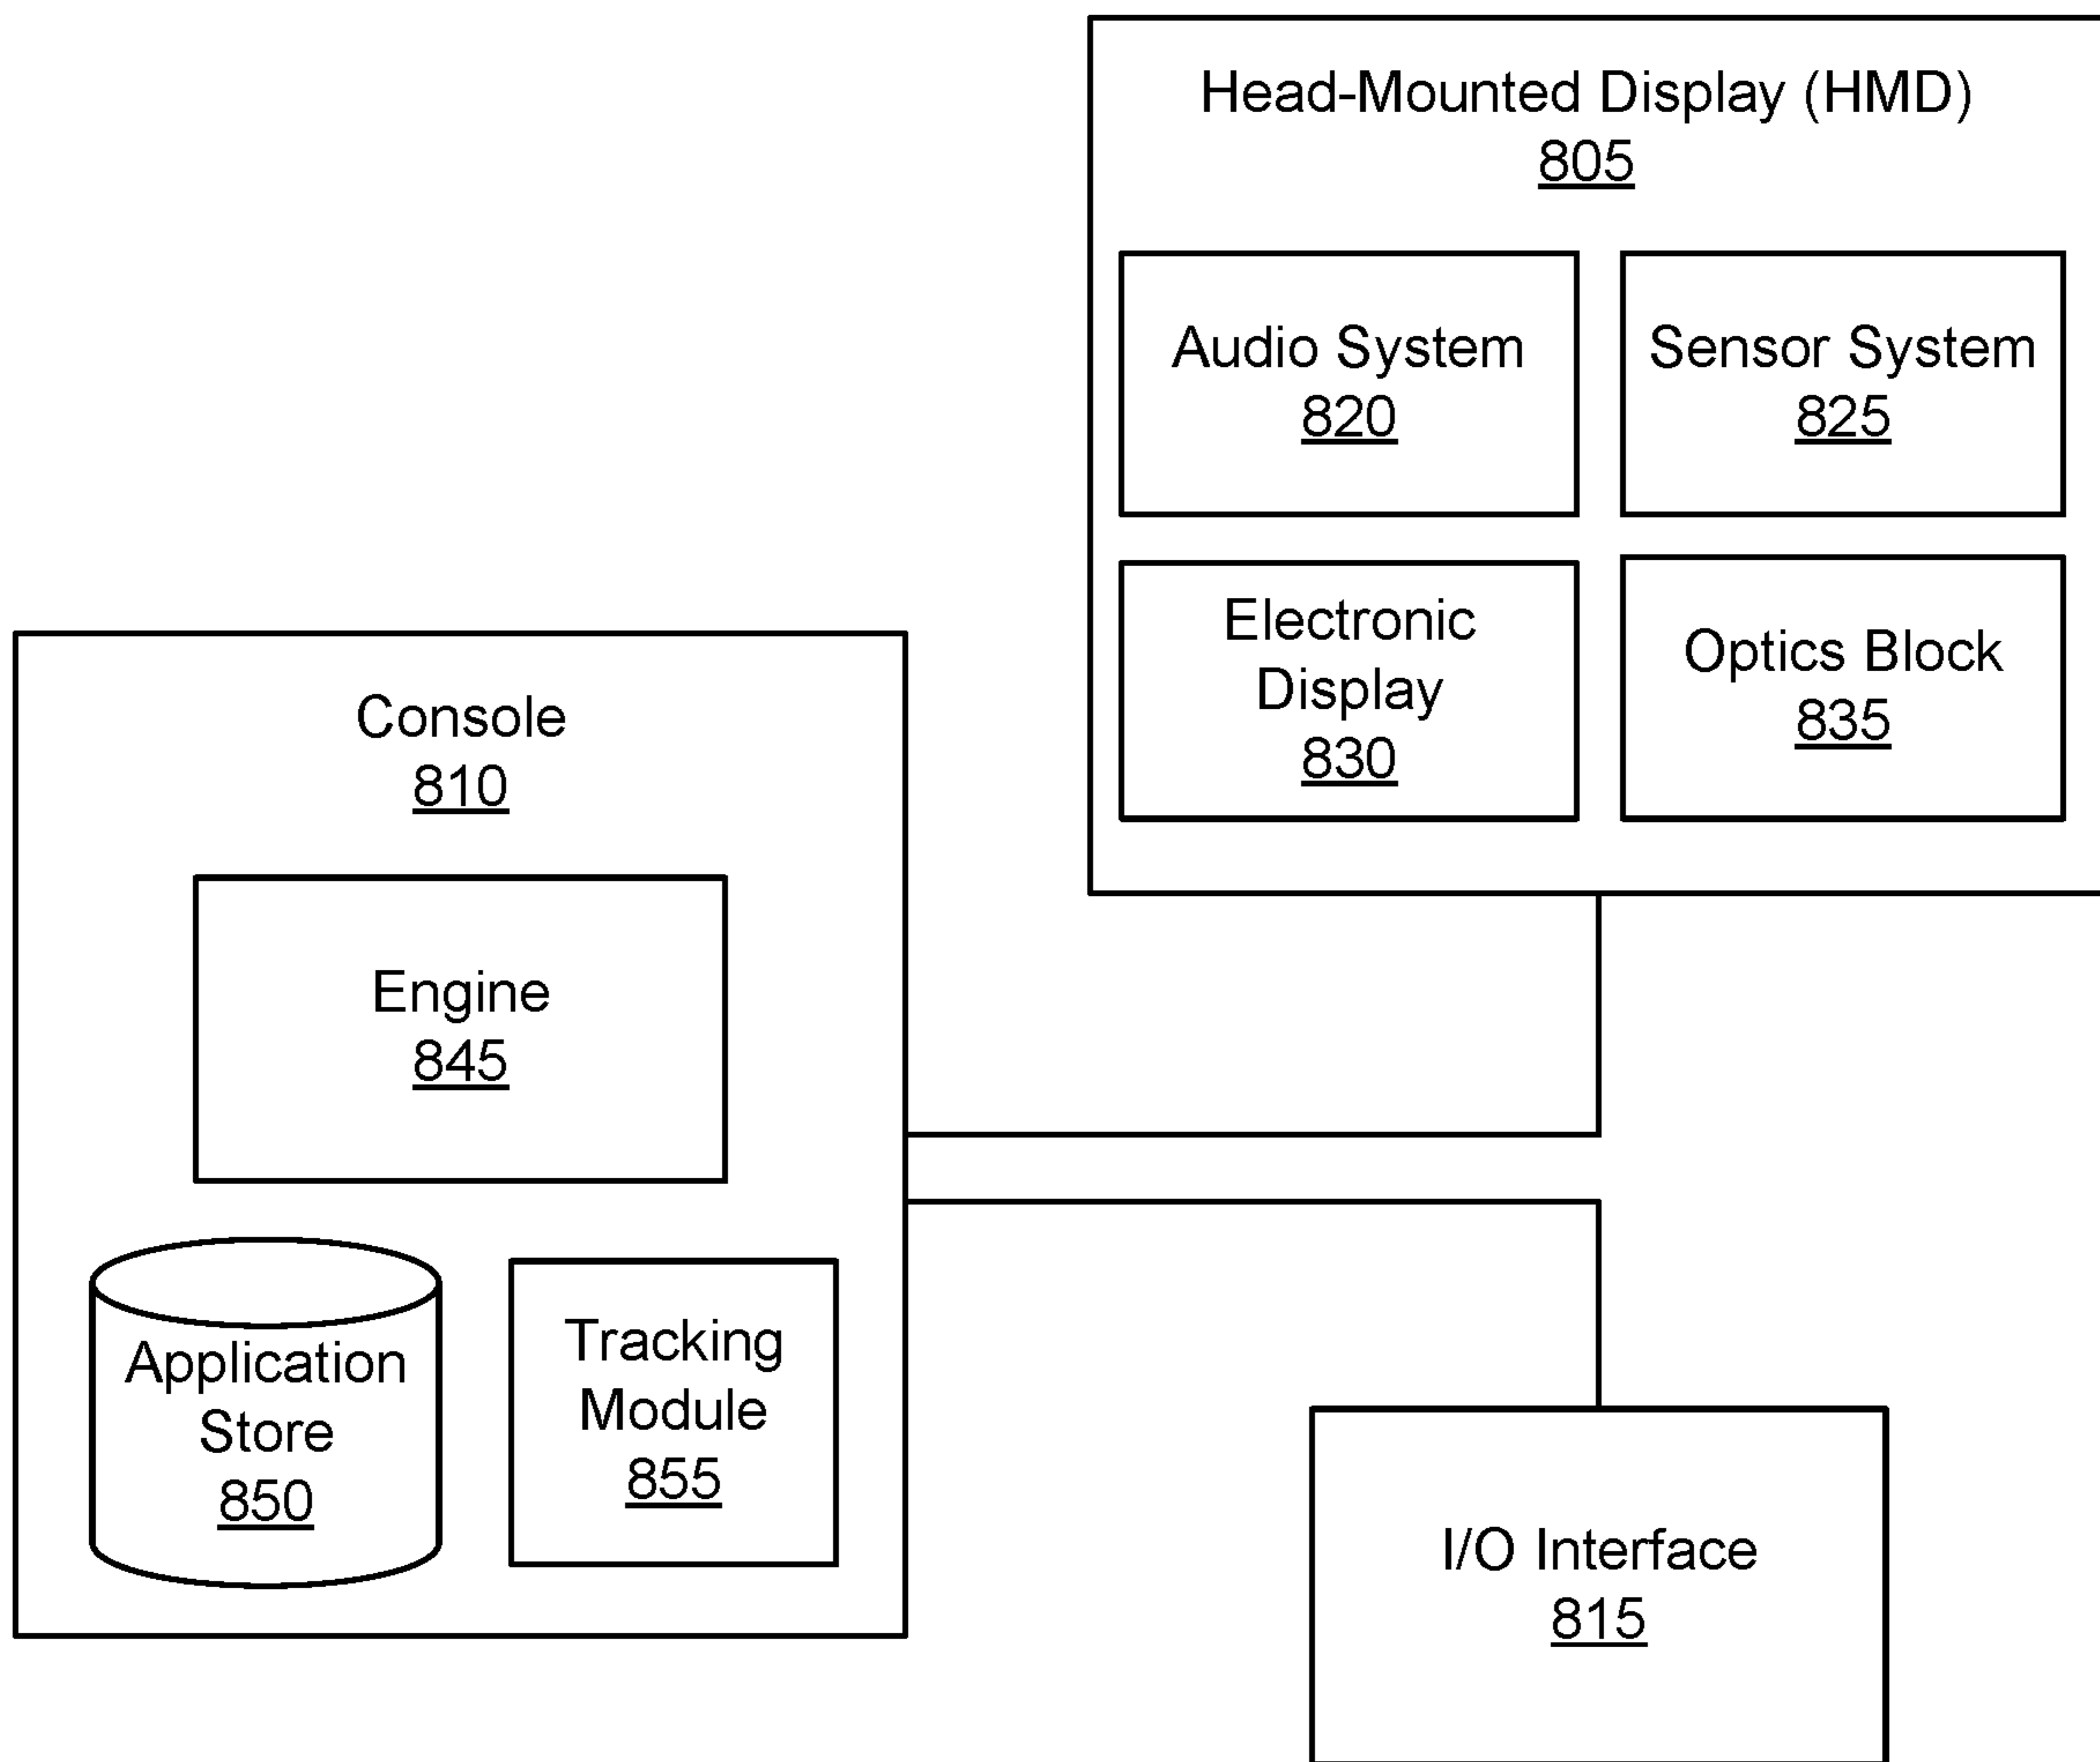 Head-Mounted Display (HMD)
805
Audio System
820
Sensor System
825
Electronic
Display
830
Optics Block
835
Console
810
Engine
845
Application
Store
850
Tracking
Module
855
I/O Interface
815